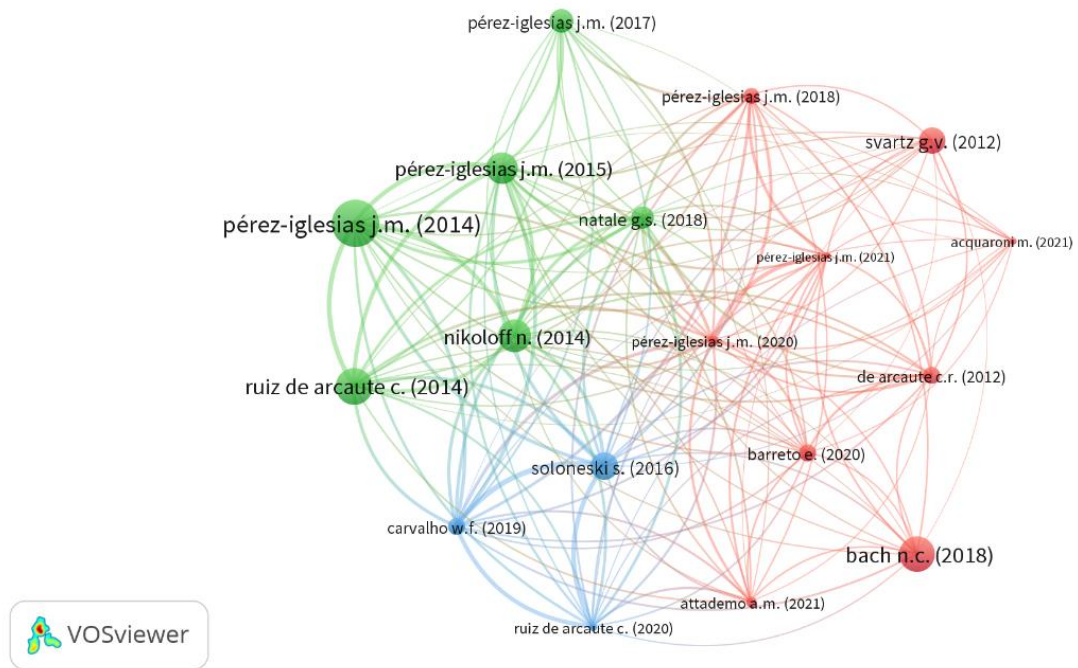 pérez-iglesias j.m. (2017)
pérez-iglesias j.m. (2018)
svartz g.v. (2012)
pérez-iglesias j.m. (2015)
pérez-iglesias j.m. (2014)
natale g.s. (2018)
acquaroni m. (2021)
pérez-iglesias j.m. (2021)
nikoloff n. (2014)
pérez-iglesias j.m. (2020)
ruiz de arcaute c. (2014)
de arcaute c.r. (2012)
barreto e. (2020)
soloneski s. (2016)
carvalho w.f. (2019)
bach n.c. (2018)
attademo a.m. (2021)
ruiz de arcaute c. (2020)
VOSviewer